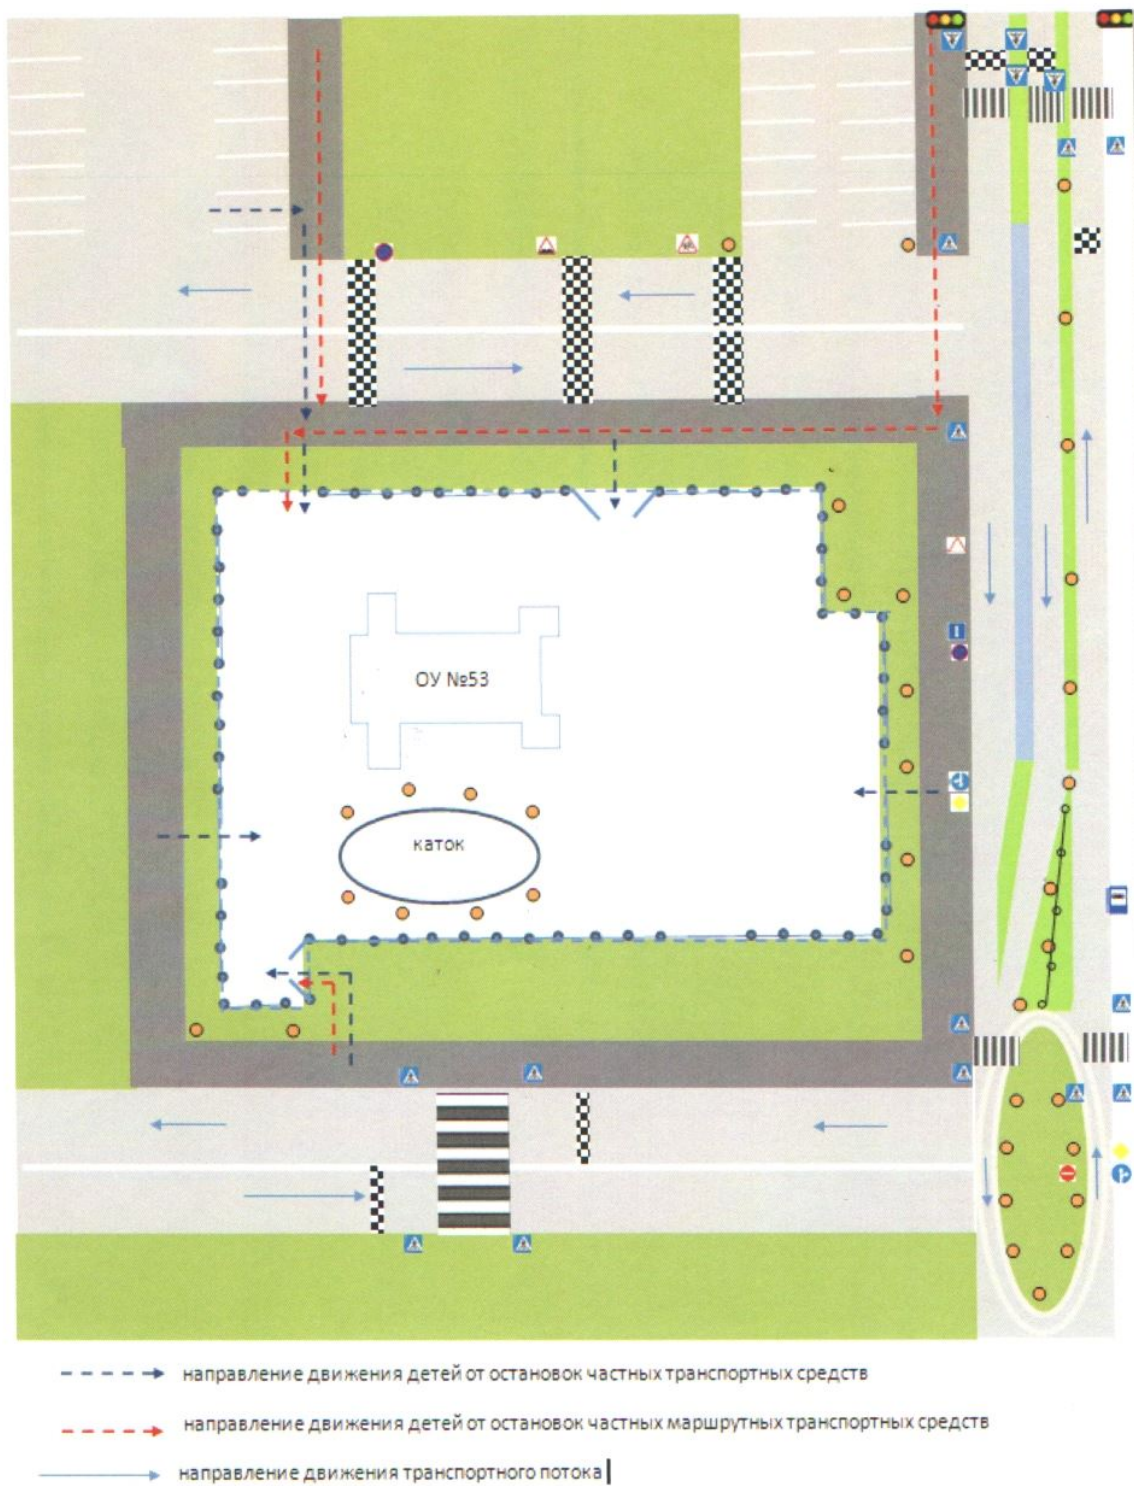 ОУ №53
каток
направление движения детей от остановок частных транспортных средств
направление движения детей от остановок частных маршрутных транспортных средств
направление движения транспортного потока